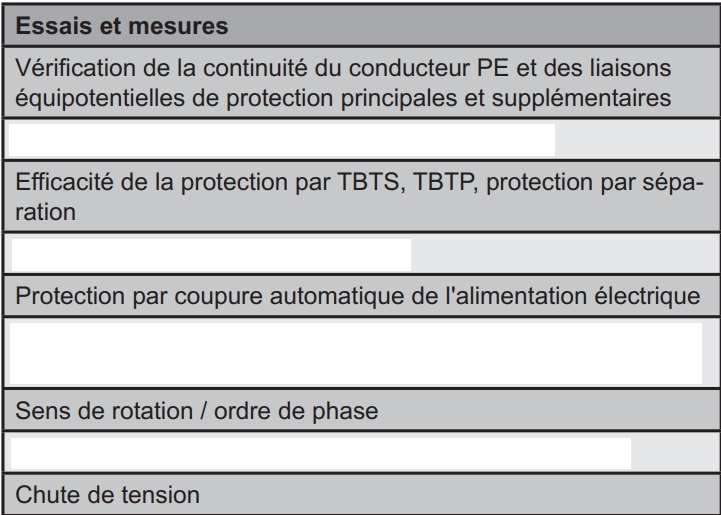 Essais et mesures
Vérification de la continuité du conducteur PE et des liaisons
équipotentielles de protection principales et supplémentaires
Efficacité de la protection par TBTS, TBTP, protection par sépa-
ration
Protection par coupure automatique de l'alimentation électrique
Sens de rotation / ordre de phase
Chute de tension